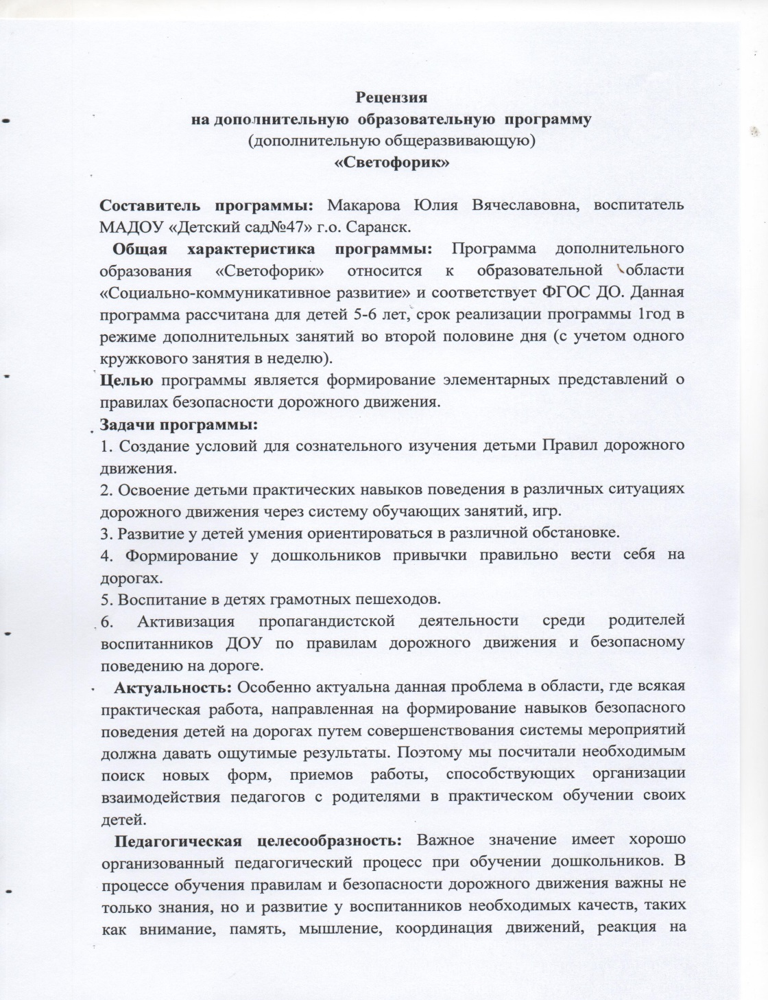 Рецензия
на дополнительную образовательную программу
(дополнительную общеразвивающую)
«Светофорик»
Составитель программы: Макарова Юлия Вячеславовна, воспитатель
МАДОУ «Детский сад№47» г.о. Саранск.
Общая характеристика программы: Программа дополнительного
образования «Светофорик» относится к образовательной области
«Социально-коммуникативное развитие» и соответствует ФГОС ДО. Данная
программа рассчитана для детей 5-6 лет, срок реализации программы 1год в
режиме дополнительных занятий во второй половине дня (с учетом одного
кружкового занятия в неделю).
Целью программы является формирование элементарных представлений о
правилах безопасности дорожного движения.
Задачи программы:
1. Создание условий для сознательного изучения детьми Правил дорожного
движения.
2. Освоение детьми практических навыков поведения в различных ситуациях
дорожного движения через систему обучающих занятий, игр.
3. Развитие у детей умения ориентироваться в различной обстановке.
4. Формирование у дошкольников привычки правильно вести себя на
дорогах.
5. Воспитание в детях грамотных пешеходов.
6. Активизация пропагандистской деятельности среди родителей
воспитанников ДОУ по правилам дорожного движения и безопасному
поведению на дороге.
Актуальность: Особенно актуальна данная проблема в области, где всякая
практическая работа, направленная на формирование навыков безопасного
поведения детей на дорогах путем совершенствования системы мероприятий
должна давать ощутимые результаты. Поэтому мы посчитали необходимым
поиск новых форм, приемов работы, способствующих организации
взаимодействия педагогов с родителями в практическом обучении своих
детей.
Педагогическая целесообразность: Важное значение имеет хорошо
организованный педагогический процесс при обучении дошкольников. В
процессе обучения правилам и безопасности дорожного движения важны не
только знания, но и развитие у воспитанников необходимых качеств, таких
как внимание, память, мышление, координация движений, реакция на